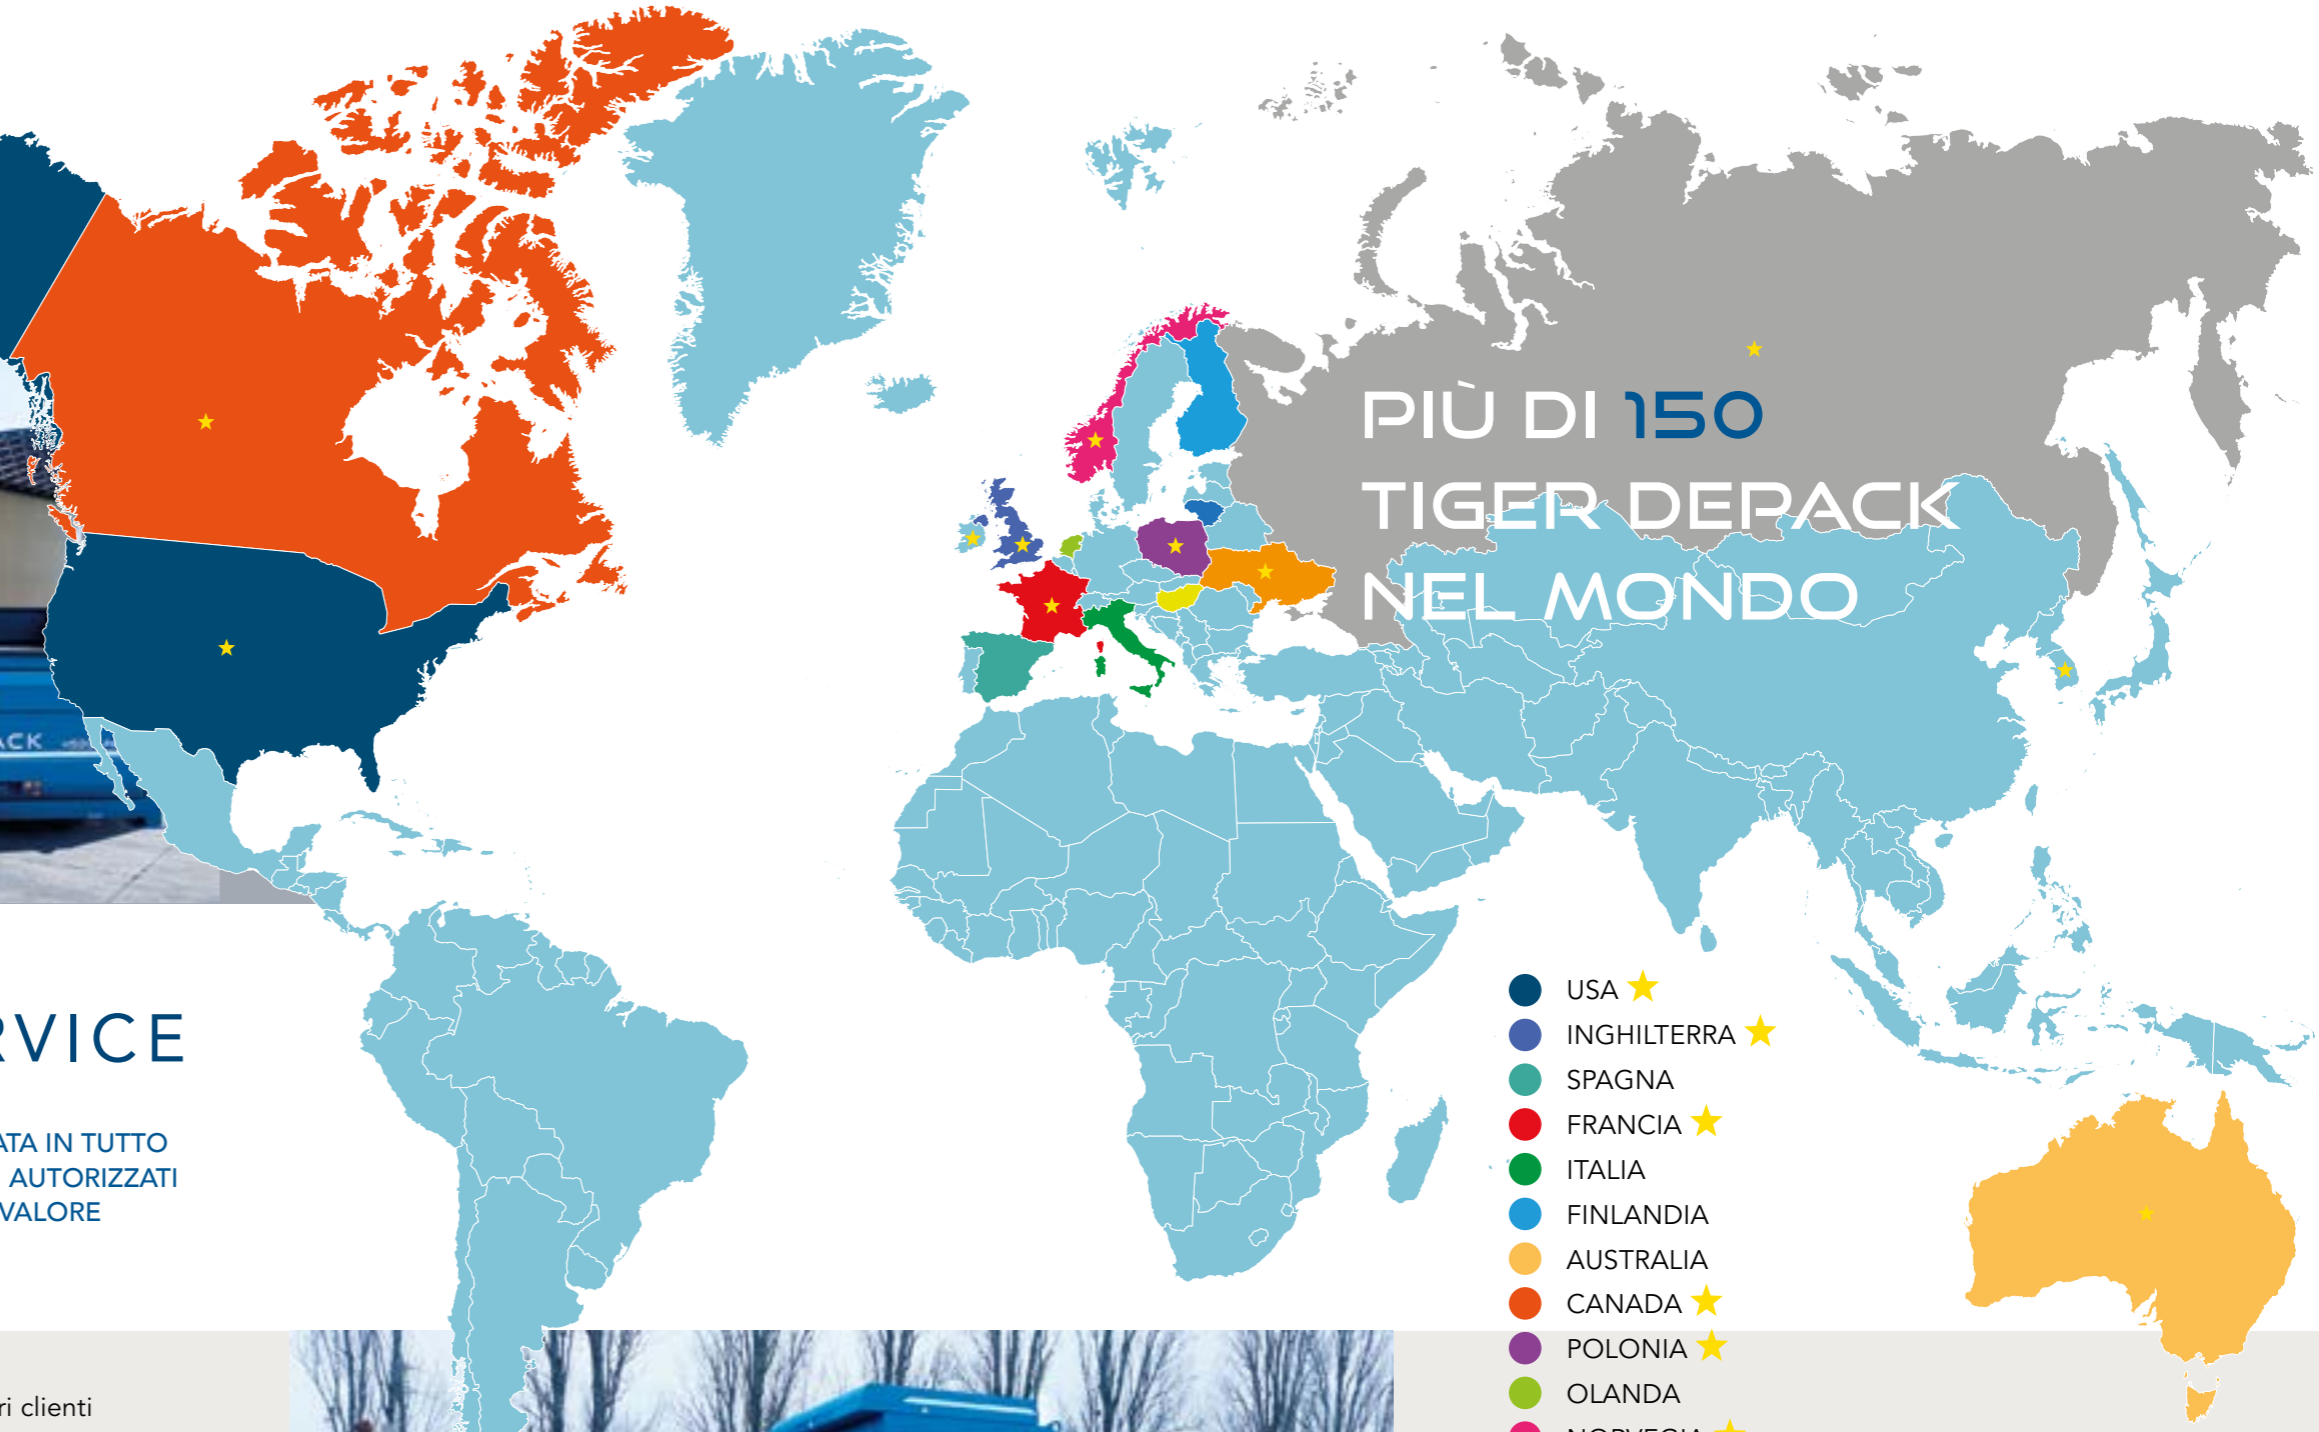 PIÙ DI 150
TIGER DEPACK
NEL MONDO
ACK
RVICE
ATA IN TUTTO
AUTORIZZATI
VALORE
ri clienti
USA
INGHILTERRA
SPAGNA
FRANCIA
ITALIA
FINLANDIA
AUSTRALIA
CANADA
POLONIA
OLANDA
NORVEGIA